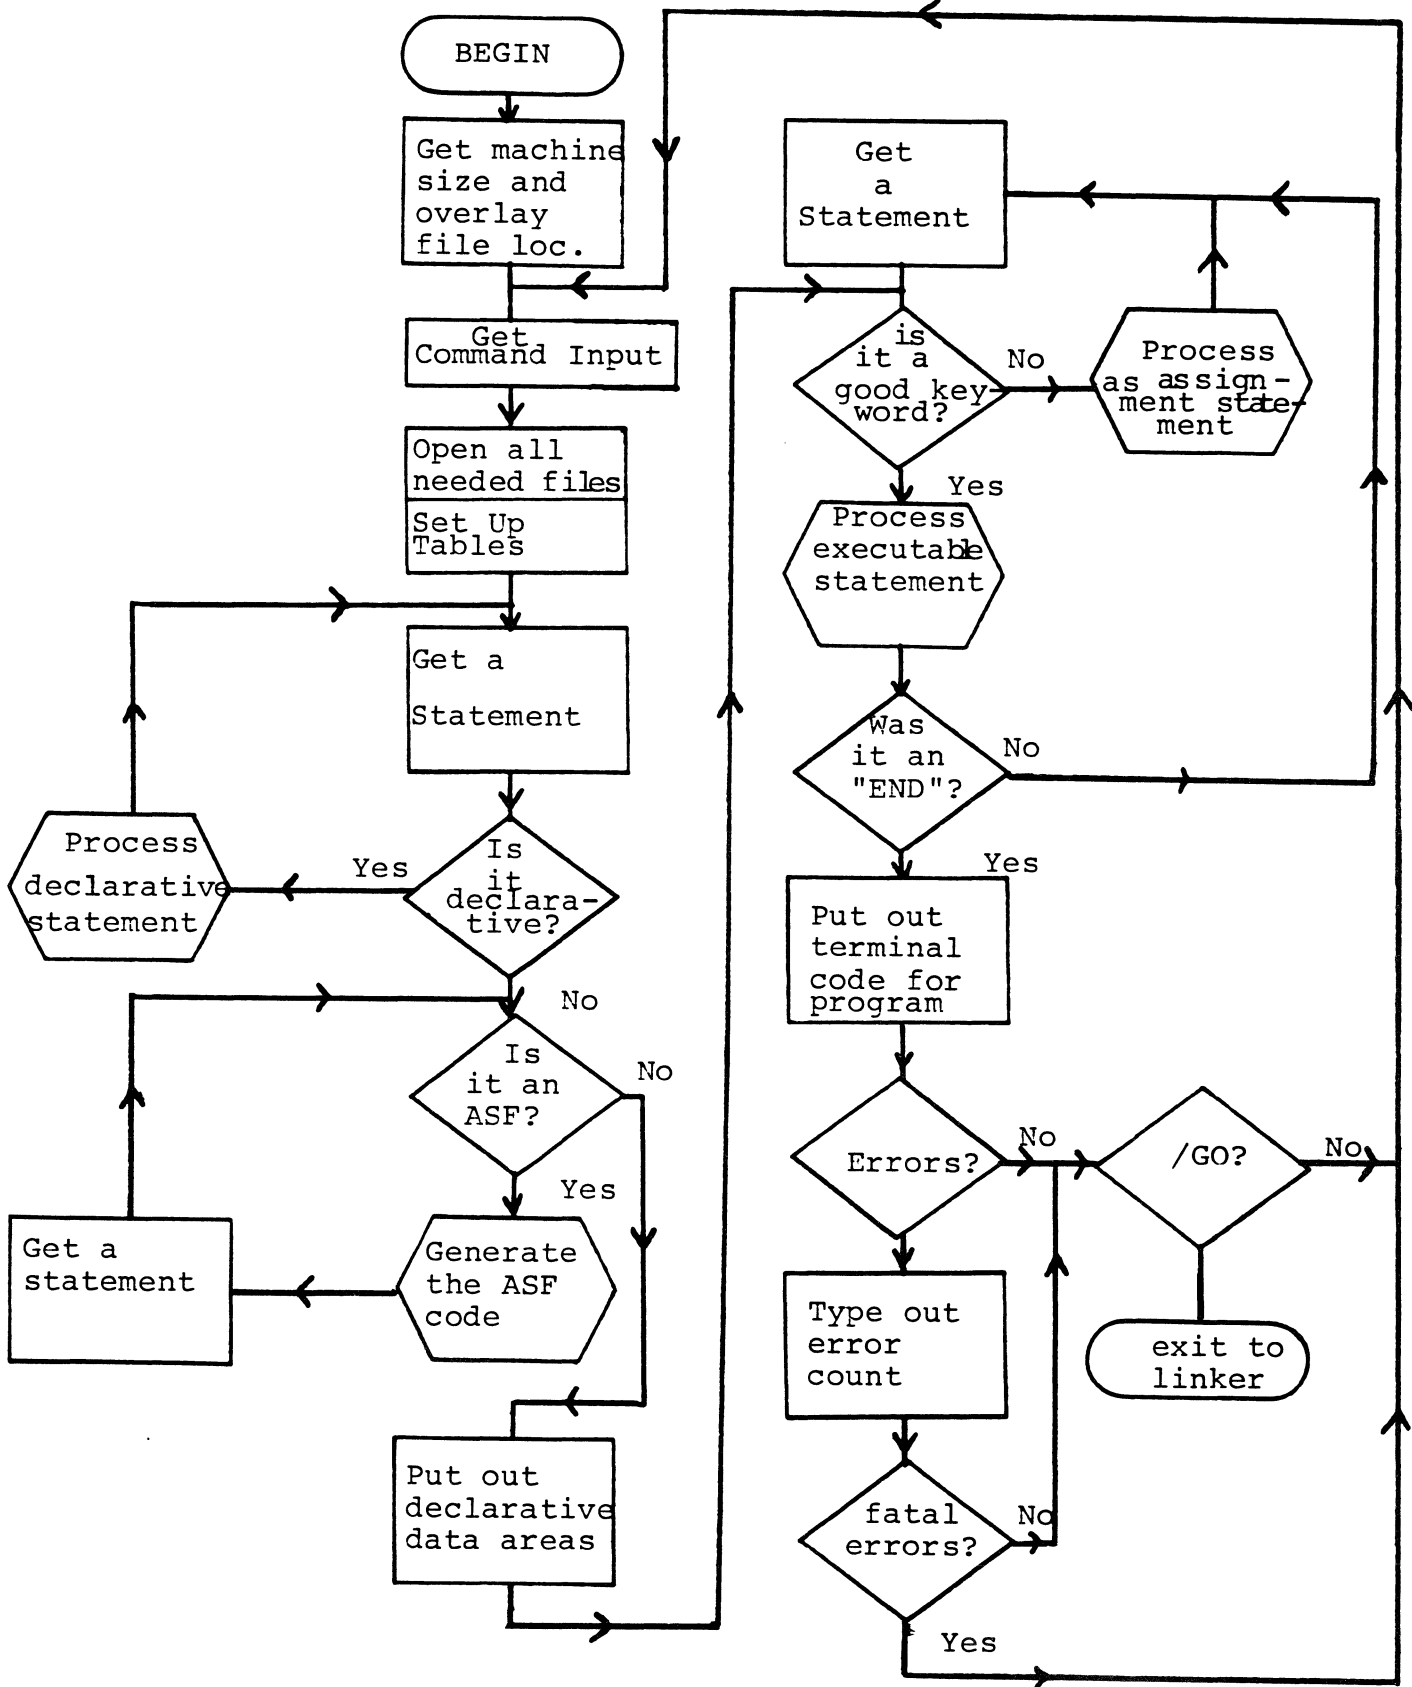 BEGIN
Get machine
size and
overlay
file loc.
Get
Command Input
Open all
needed files
Set Up
Tables
Get a
Statement
Is
it
declara-
tive?
Yes
Process
declarative
statement
No
Is
it an
ASF?
No
Yes
Generate
the ASF
code
Get a
statement
Put out
declarative
data areas
Get
a
Statement
is
it a
good key-
word?
No
Process
as assign-
ment state-
ment
Yes
Process
executable
statement
Was
it an
"END"?
No
Yes
Put out
terminal
code for
program
Errors?
No
/GO?
No
exit to
linker
Type out
error
count
fatal
errors?
No
Yes